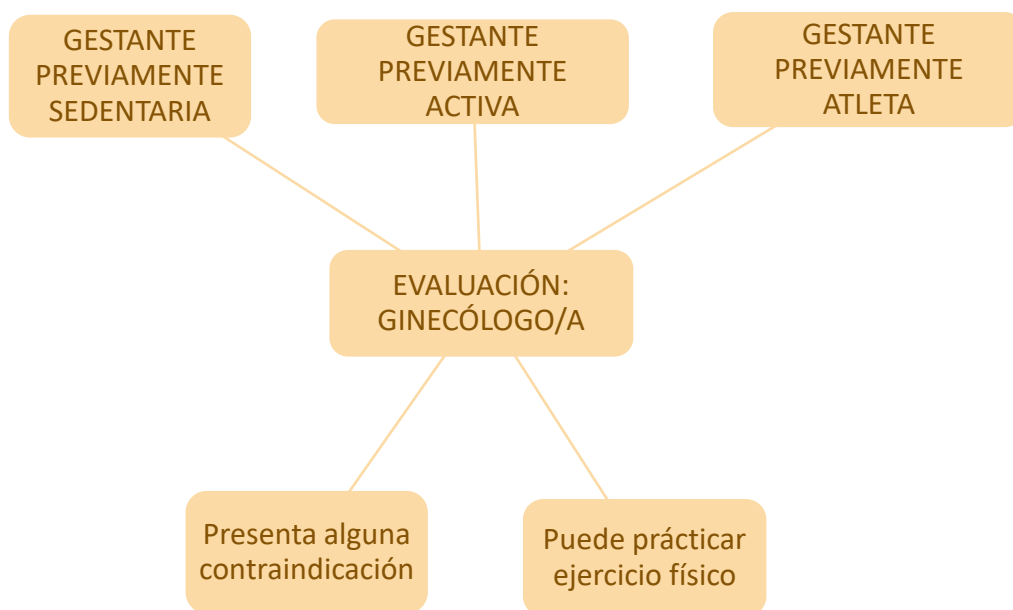 GESTANTE
PREVIAMENTE
SEDENTARIA
GESTANTE
PREVIAMENTE
ACTIVA
GESTANTE
PREVIAMENTE
ATLETA
EVALUACIÓN:
GINECÓLOGO/A
Presenta alguna
contraindicación
Puede prácticar
ejercicio físico